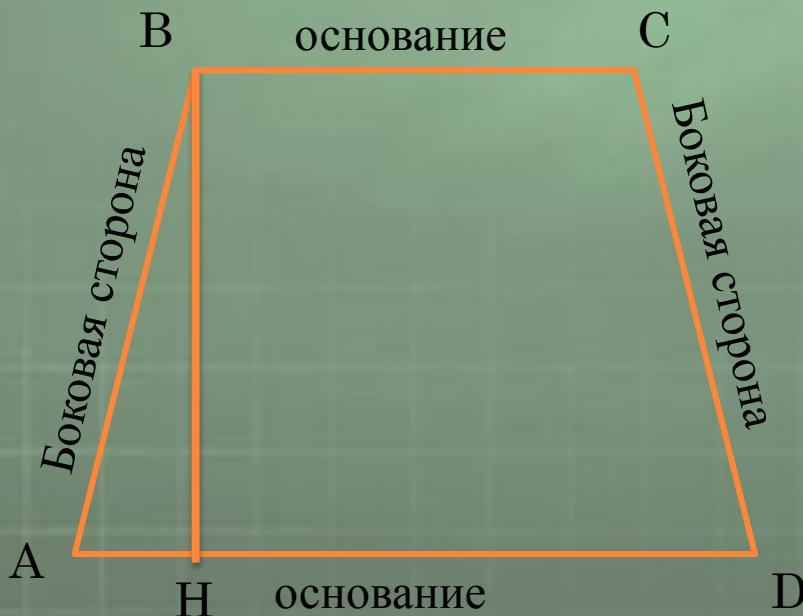 B основание C
Боковая сторона
Боковая сторона
A
H основание D